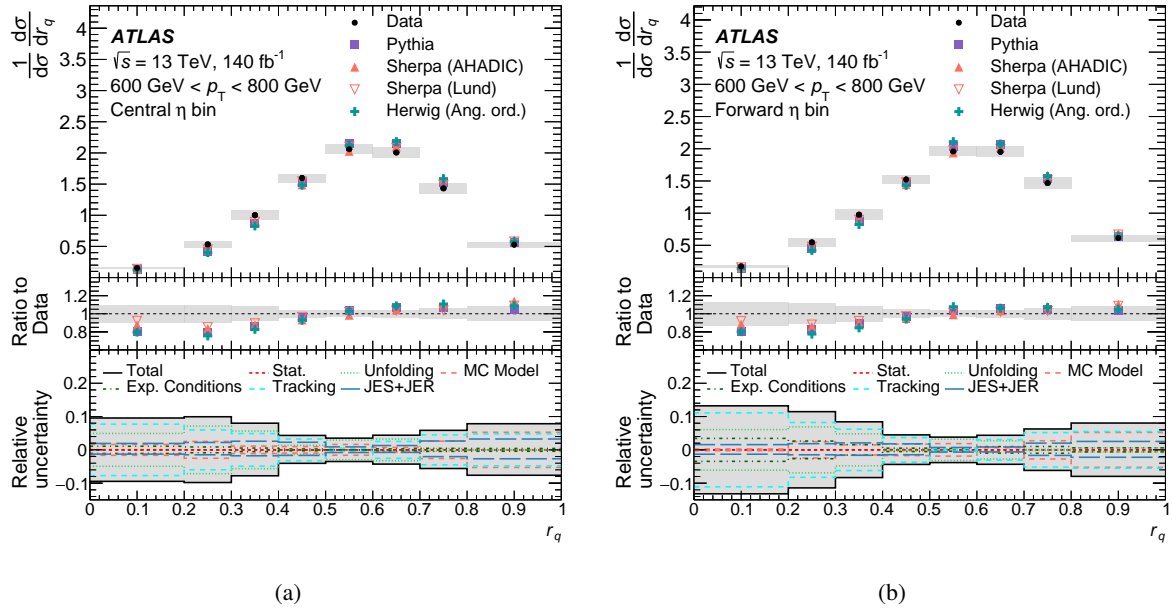 1/dσ dσ/dr_q
ATLAS
√s = 13 TeV, 140 fb⁻¹
600 GeV < p_T < 800 GeV
Central η bin
Data
Pythia
Sherpa (AHADIC)
Sherpa (Lund)
Herwig (Ang. ord.)
4
3.5
3
2.5
2
1.5
1
0.5
Ratio to
Data
1.2
1.0
0.8
Relative
uncertainty
Total
Stat.
Unfolding
MC Model
Exp. Conditions
Tracking
JES+JER
0.2
0.1
0
−0.1
0 0.1 0.2 0.3 0.4 0.5 0.6 0.7 0.8 0.9 1
r_q
(a)
1/dσ dσ/dr_q
ATLAS
√s = 13 TeV, 140 fb⁻¹
600 GeV < p_T < 800 GeV
Forward η bin
Data
Pythia
Sherpa (AHADIC)
Sherpa (Lund)
Herwig (Ang. ord.)
4
3.5
3
2.5
2
1.5
1
0.5
Ratio to
Data
1.2
1.0
0.8
Relative
uncertainty
Total
Stat.
Unfolding
MC Model
Exp. Conditions
Tracking
JES+JER
0.2
0.1
0
−0.1
0 0.1 0.2 0.3 0.4 0.5 0.6 0.7 0.8 0.9 1
r_q
(b)